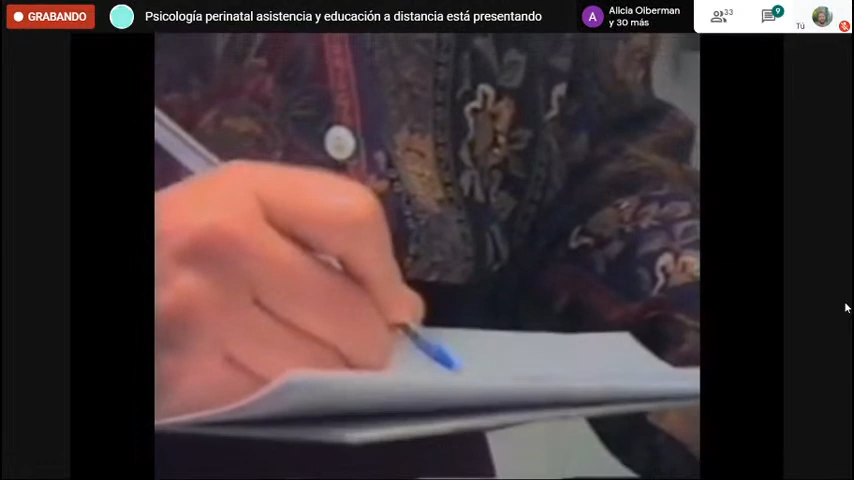 GRABANDO
Psicología perinatal asistencia y educación a distancia está presentando
A
Alicia Olberman
y 30 más
33
9
Tú